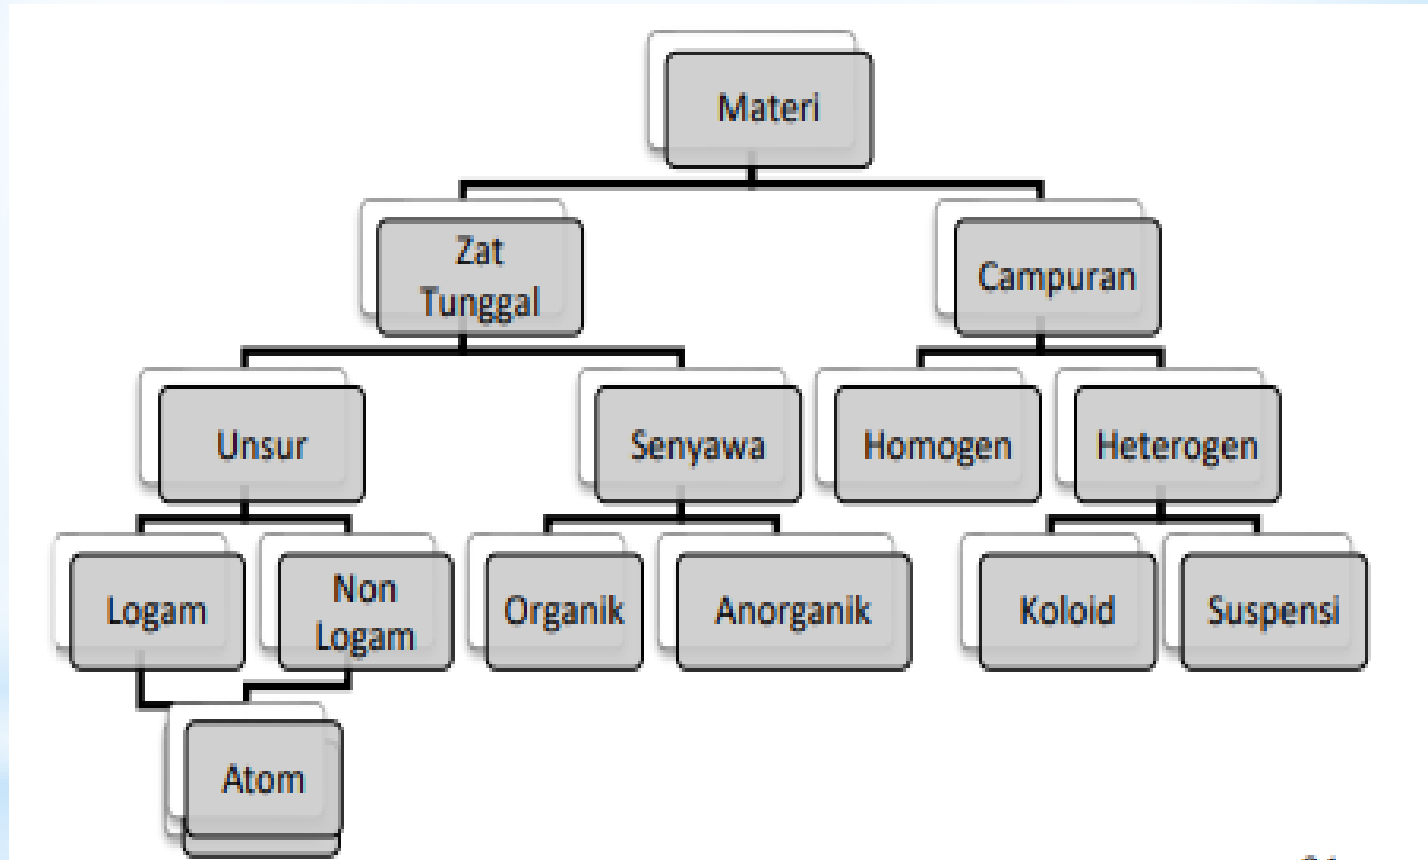 Materi
Zat
Tunggal
Campuran
Unsur
Senyawa
Homogen
Heterogen
Logam
Non
Logam
Organik
Anorganik
Koloid
Suspensi
Atom